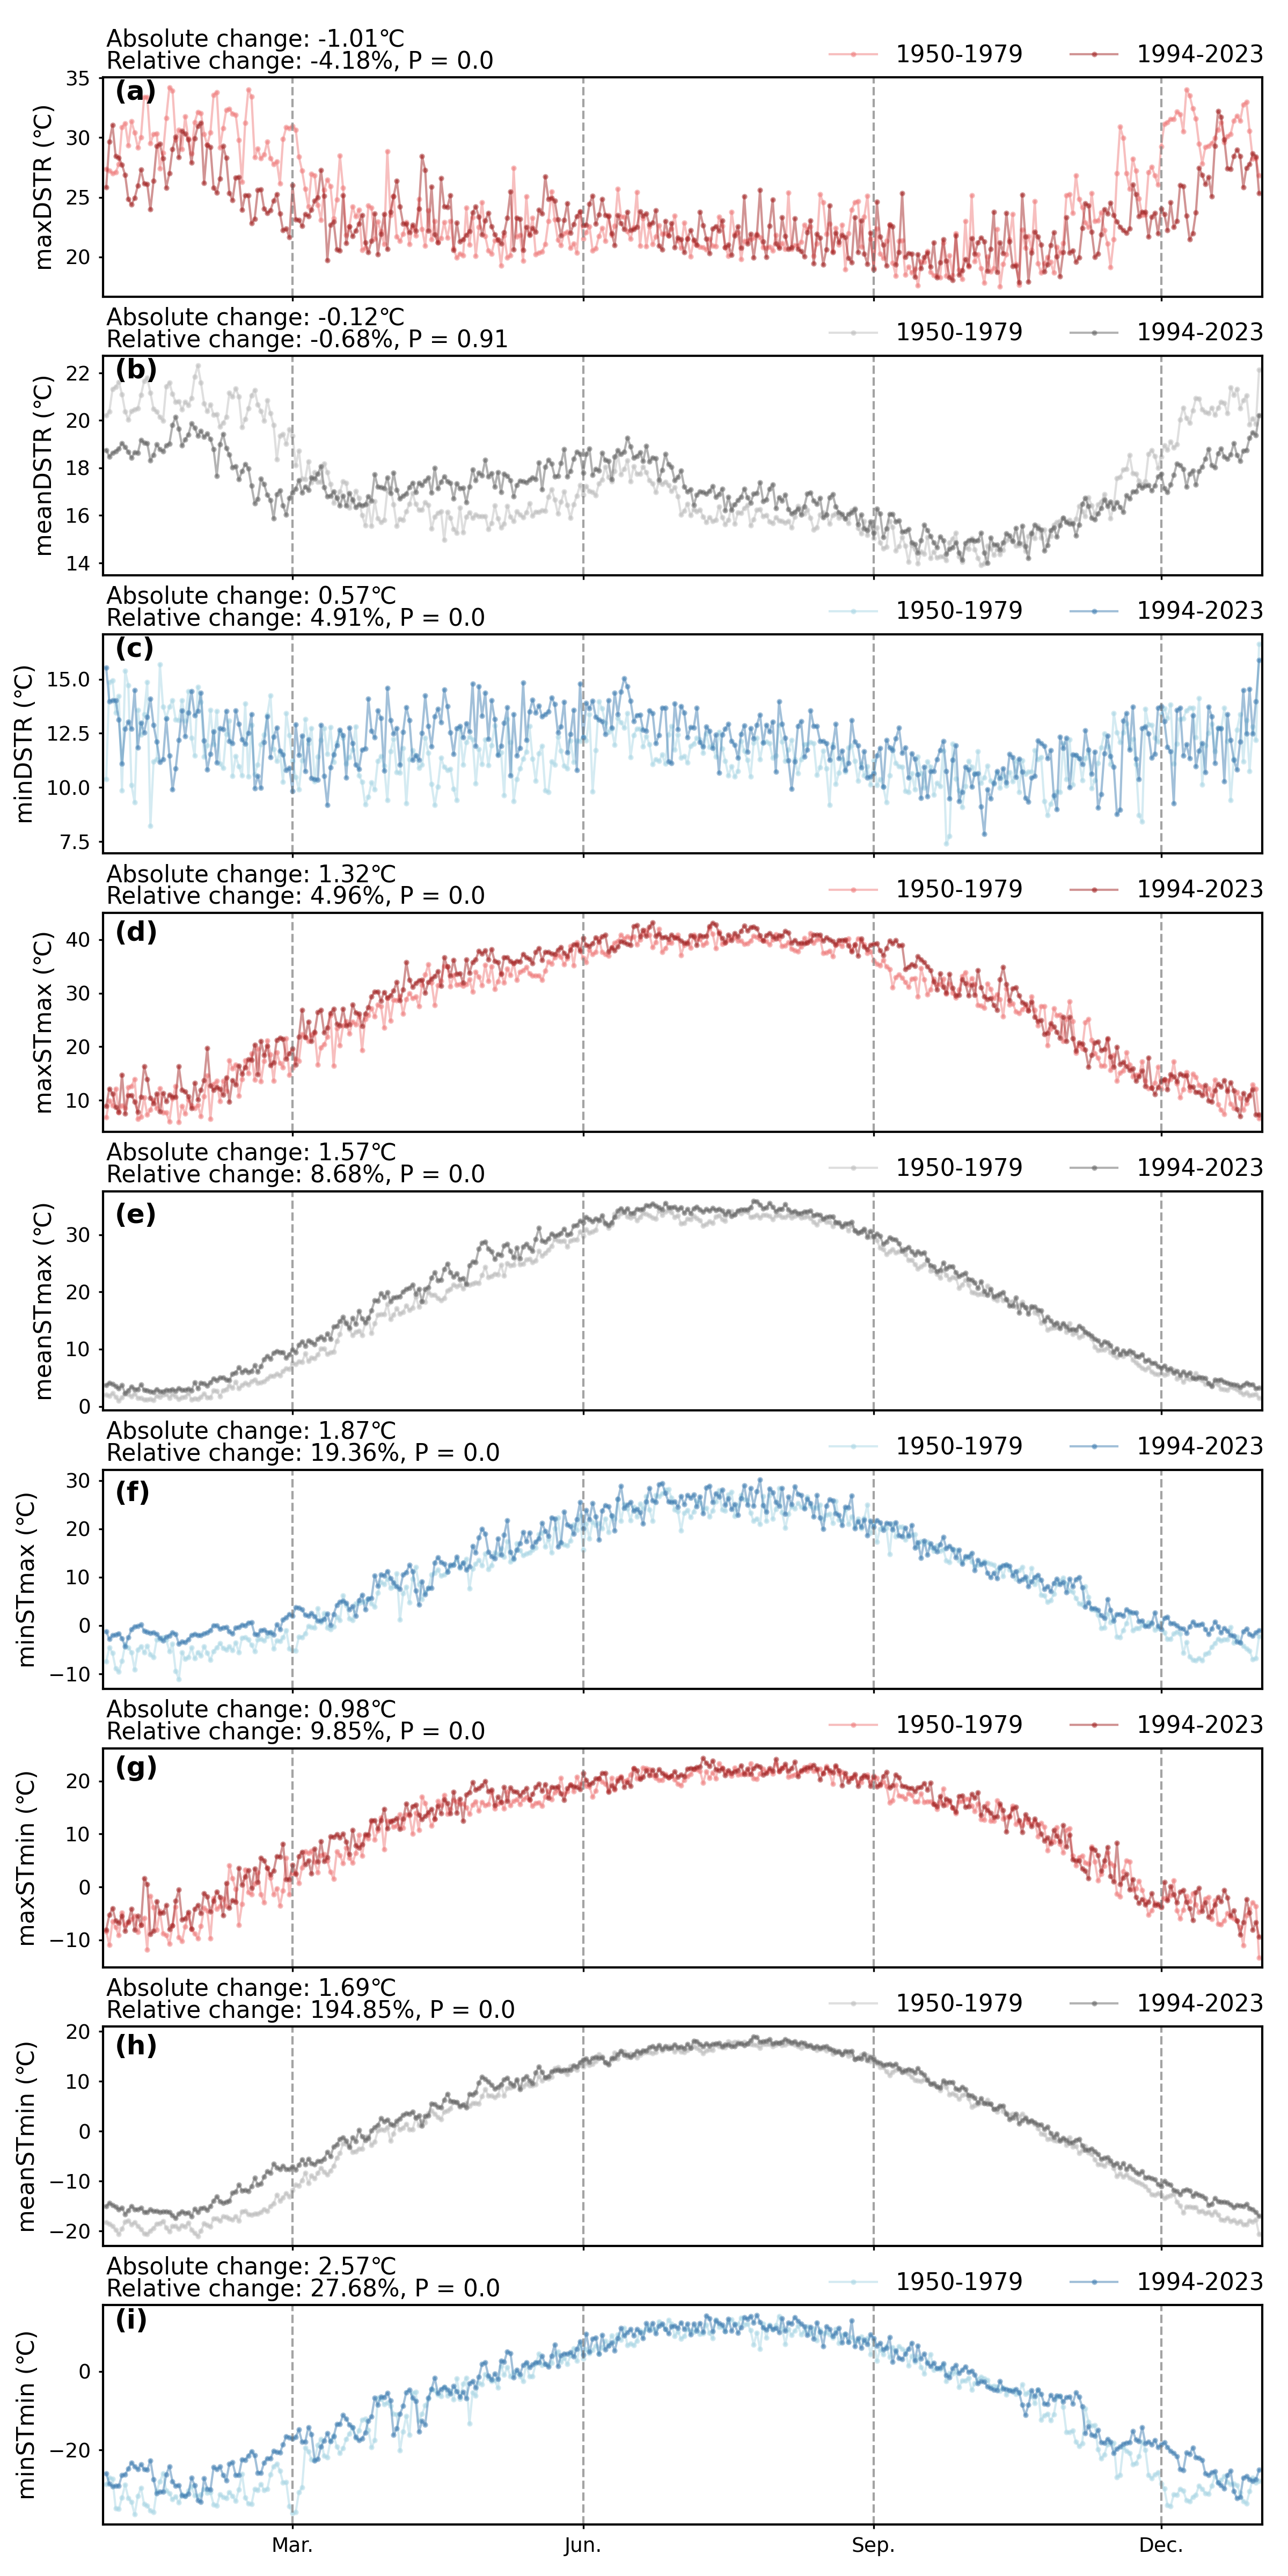 Absolute change: -1.01℃
Relative change: -4.18%, P = 0.0
1950-1979 1994-2023
(a)
maxDSTR (℃)
35
30
25
20
Absolute change: -0.12℃
Relative change: -0.68%, P = 0.91
1950-1979 1994-2023
(b)
meanDSTR (℃)
22
20
18
16
14
Absolute change: 0.57℃
Relative change: 4.91%, P = 0.0
1950-1979 1994-2023
(c)
minDSTR (℃)
15.0
12.5
10.0
7.5
Absolute change: 1.32℃
Relative change: 4.96%, P = 0.0
1950-1979 1994-2023
(d)
maxSTmax (℃)
40
30
20
10
Absolute change: 1.57℃
Relative change: 8.68%, P = 0.0
1950-1979 1994-2023
(e)
meanSTmax (℃)
30
20
10
0
Absolute change: 1.87℃
Relative change: 19.36%, P = 0.0
1950-1979 1994-2023
(f)
minSTmax (℃)
30
20
10
0
−10
Absolute change: 0.98℃
Relative change: 9.85%, P = 0.0
1950-1979 1994-2023
(g)
maxSTmin (℃)
20
10
0
−10
Absolute change: 1.69℃
Relative change: 194.85%, P = 0.0
1950-1979 1994-2023
(h)
meanSTmin (℃)
20
10
0
−10
−20
Absolute change: 2.57℃
Relative change: 27.68%, P = 0.0
1950-1979 1994-2023
(i)
minSTmin (℃)
0
−20
Mar. Jun. Sep. Dec.